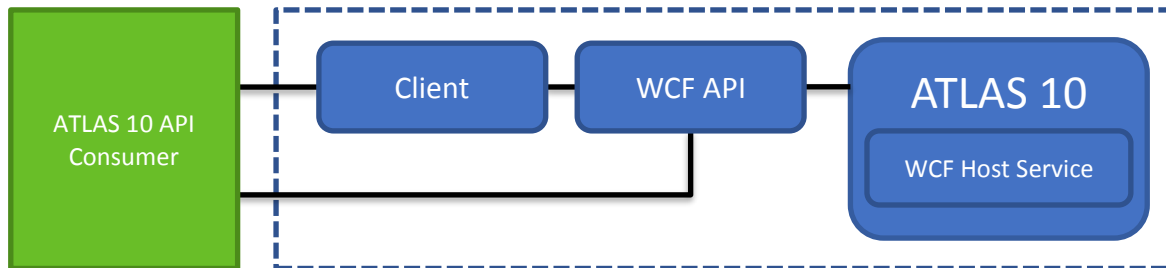 ATLAS 10 API
Consumer
Client
WCF API
ATLAS 10
WCF Host Service